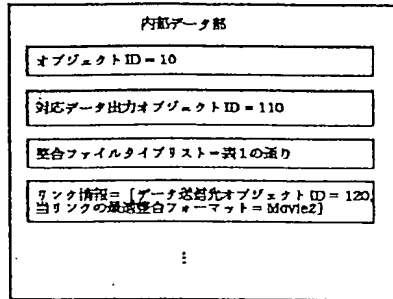 内部データ部
オブジェクトID=10
対応データ出力オブジェクトID=110
整合ファイルタイプリスト=表1の通り
リンク情報=[データ送信先オブジェクトID=120,
当リンクの最適整合フォーマット=Movie2]
⋮